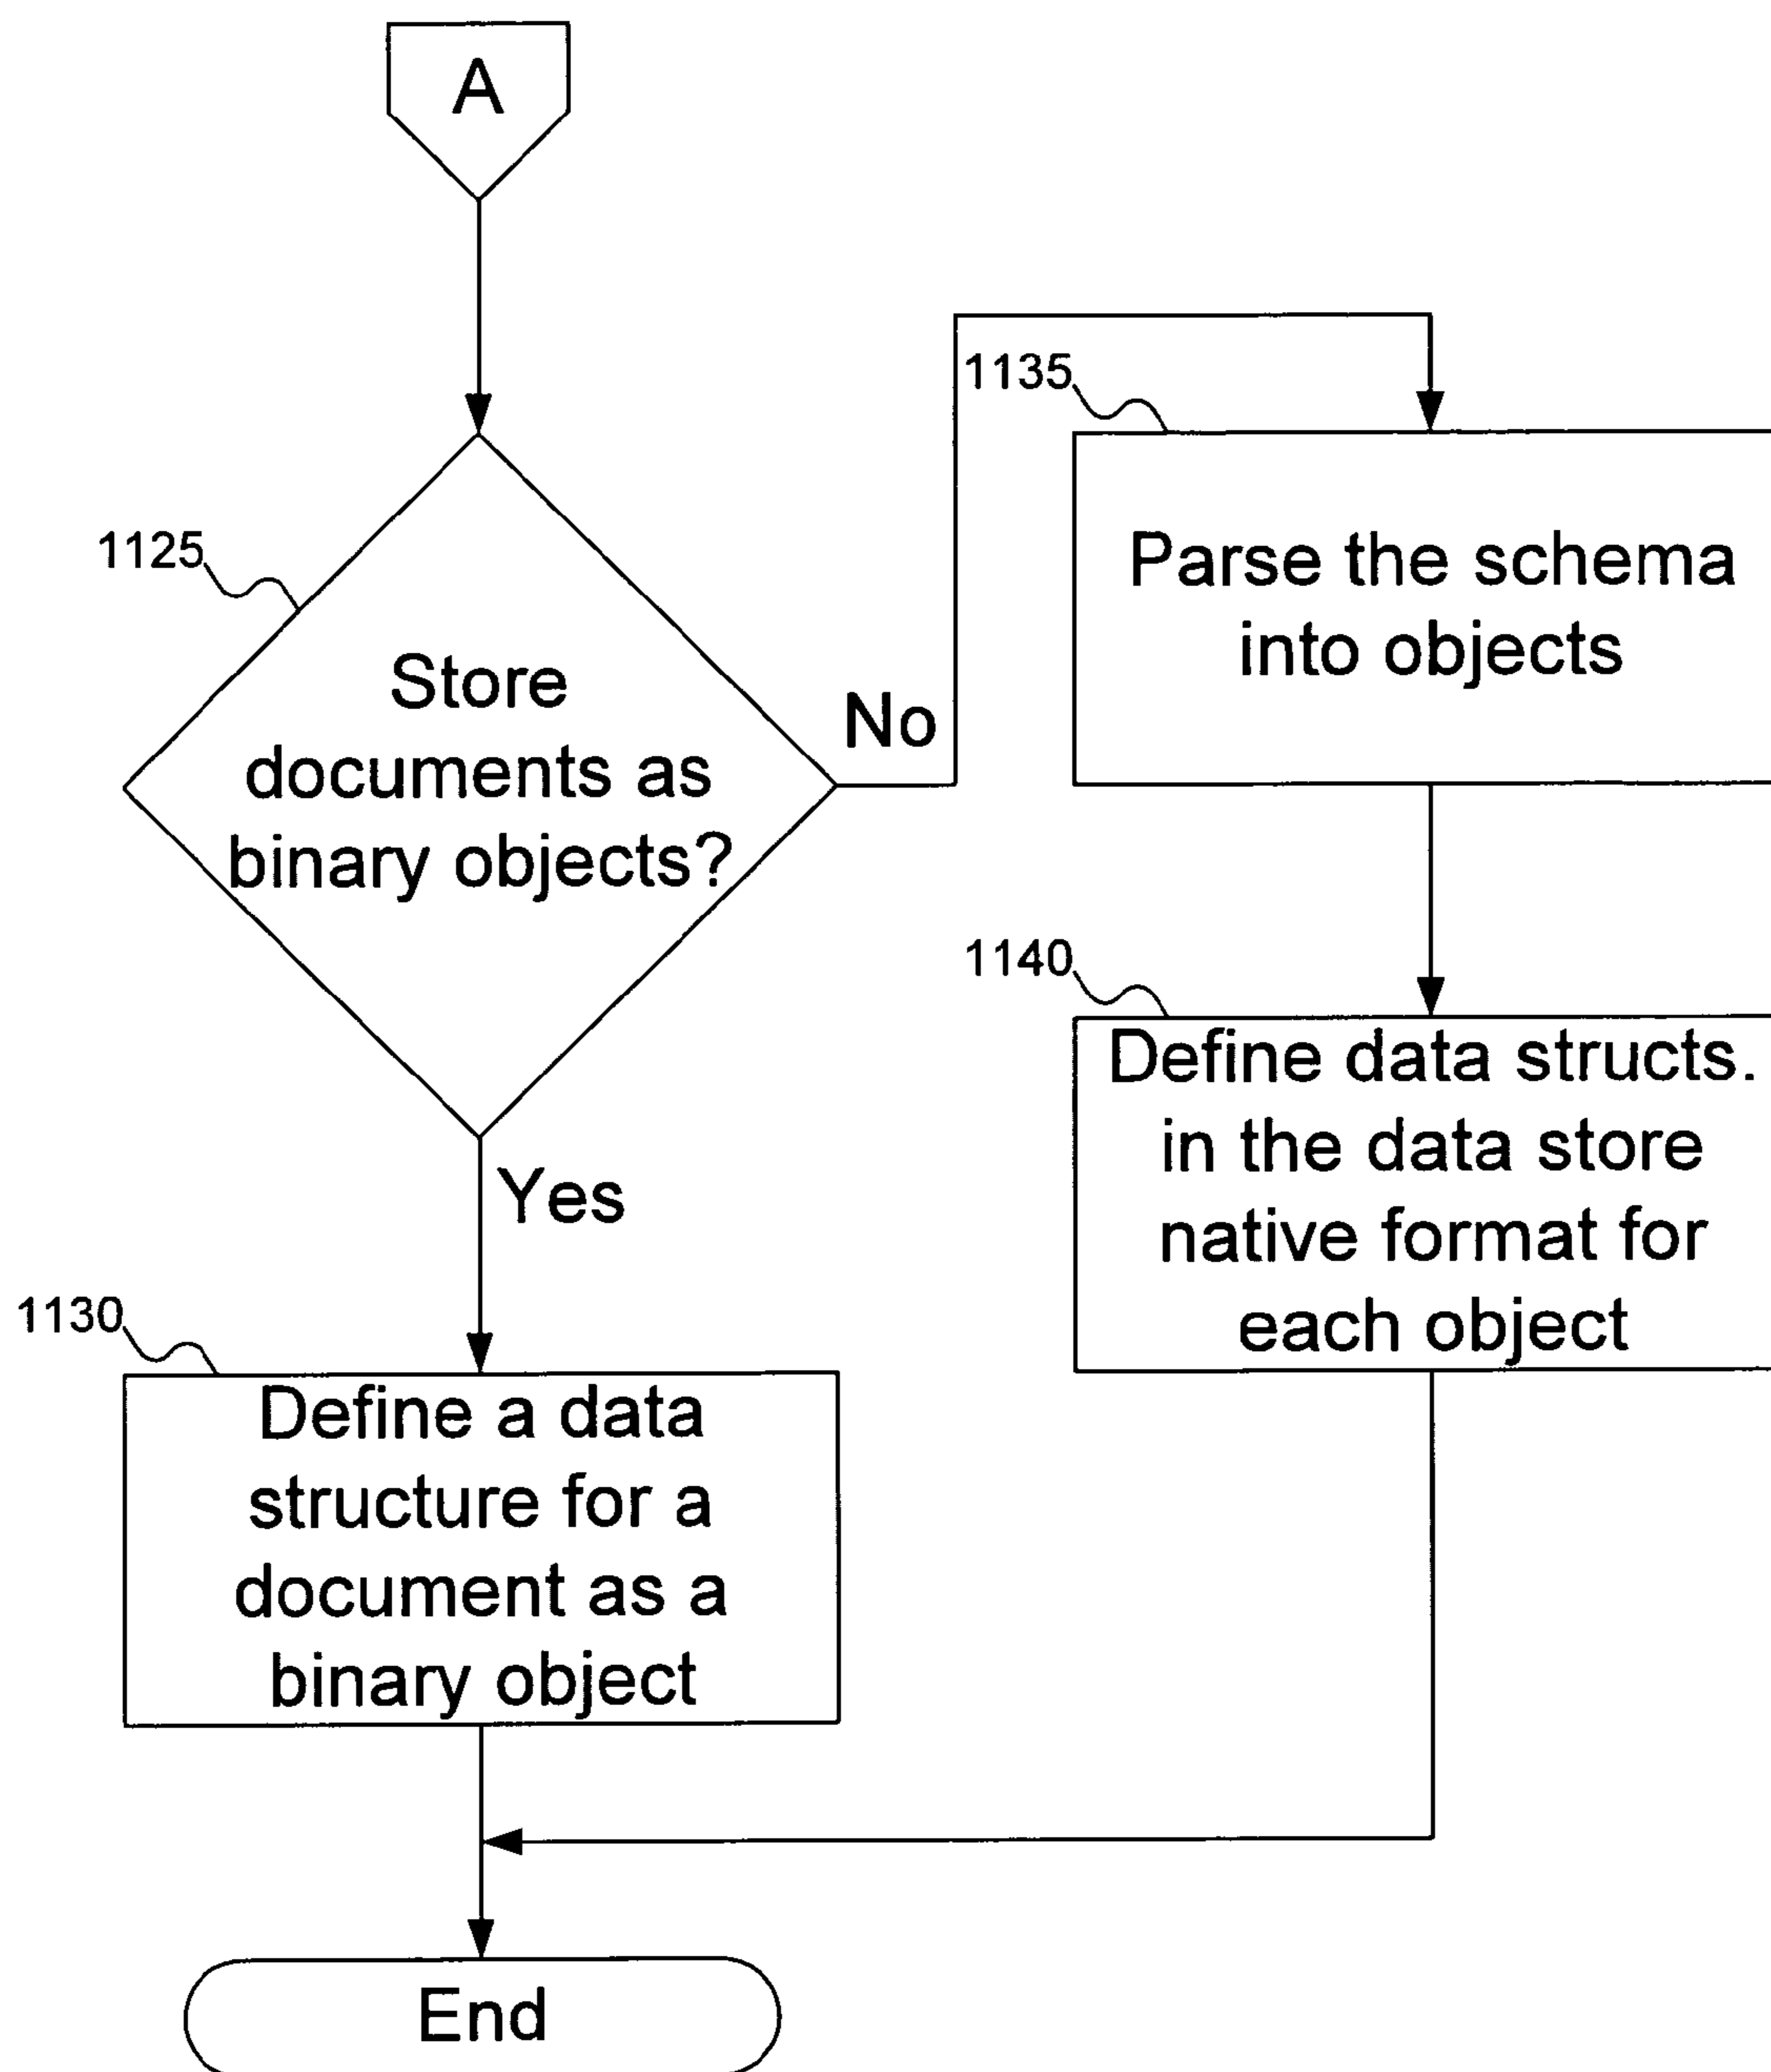 A
1125
Store
documents as
binary objects?
No
Yes
1130
Define a data
structure for a
document as a
binary object
1135
Parse the schema
into objects
1140
Define data structs.
in the data store
native format for
each object
End